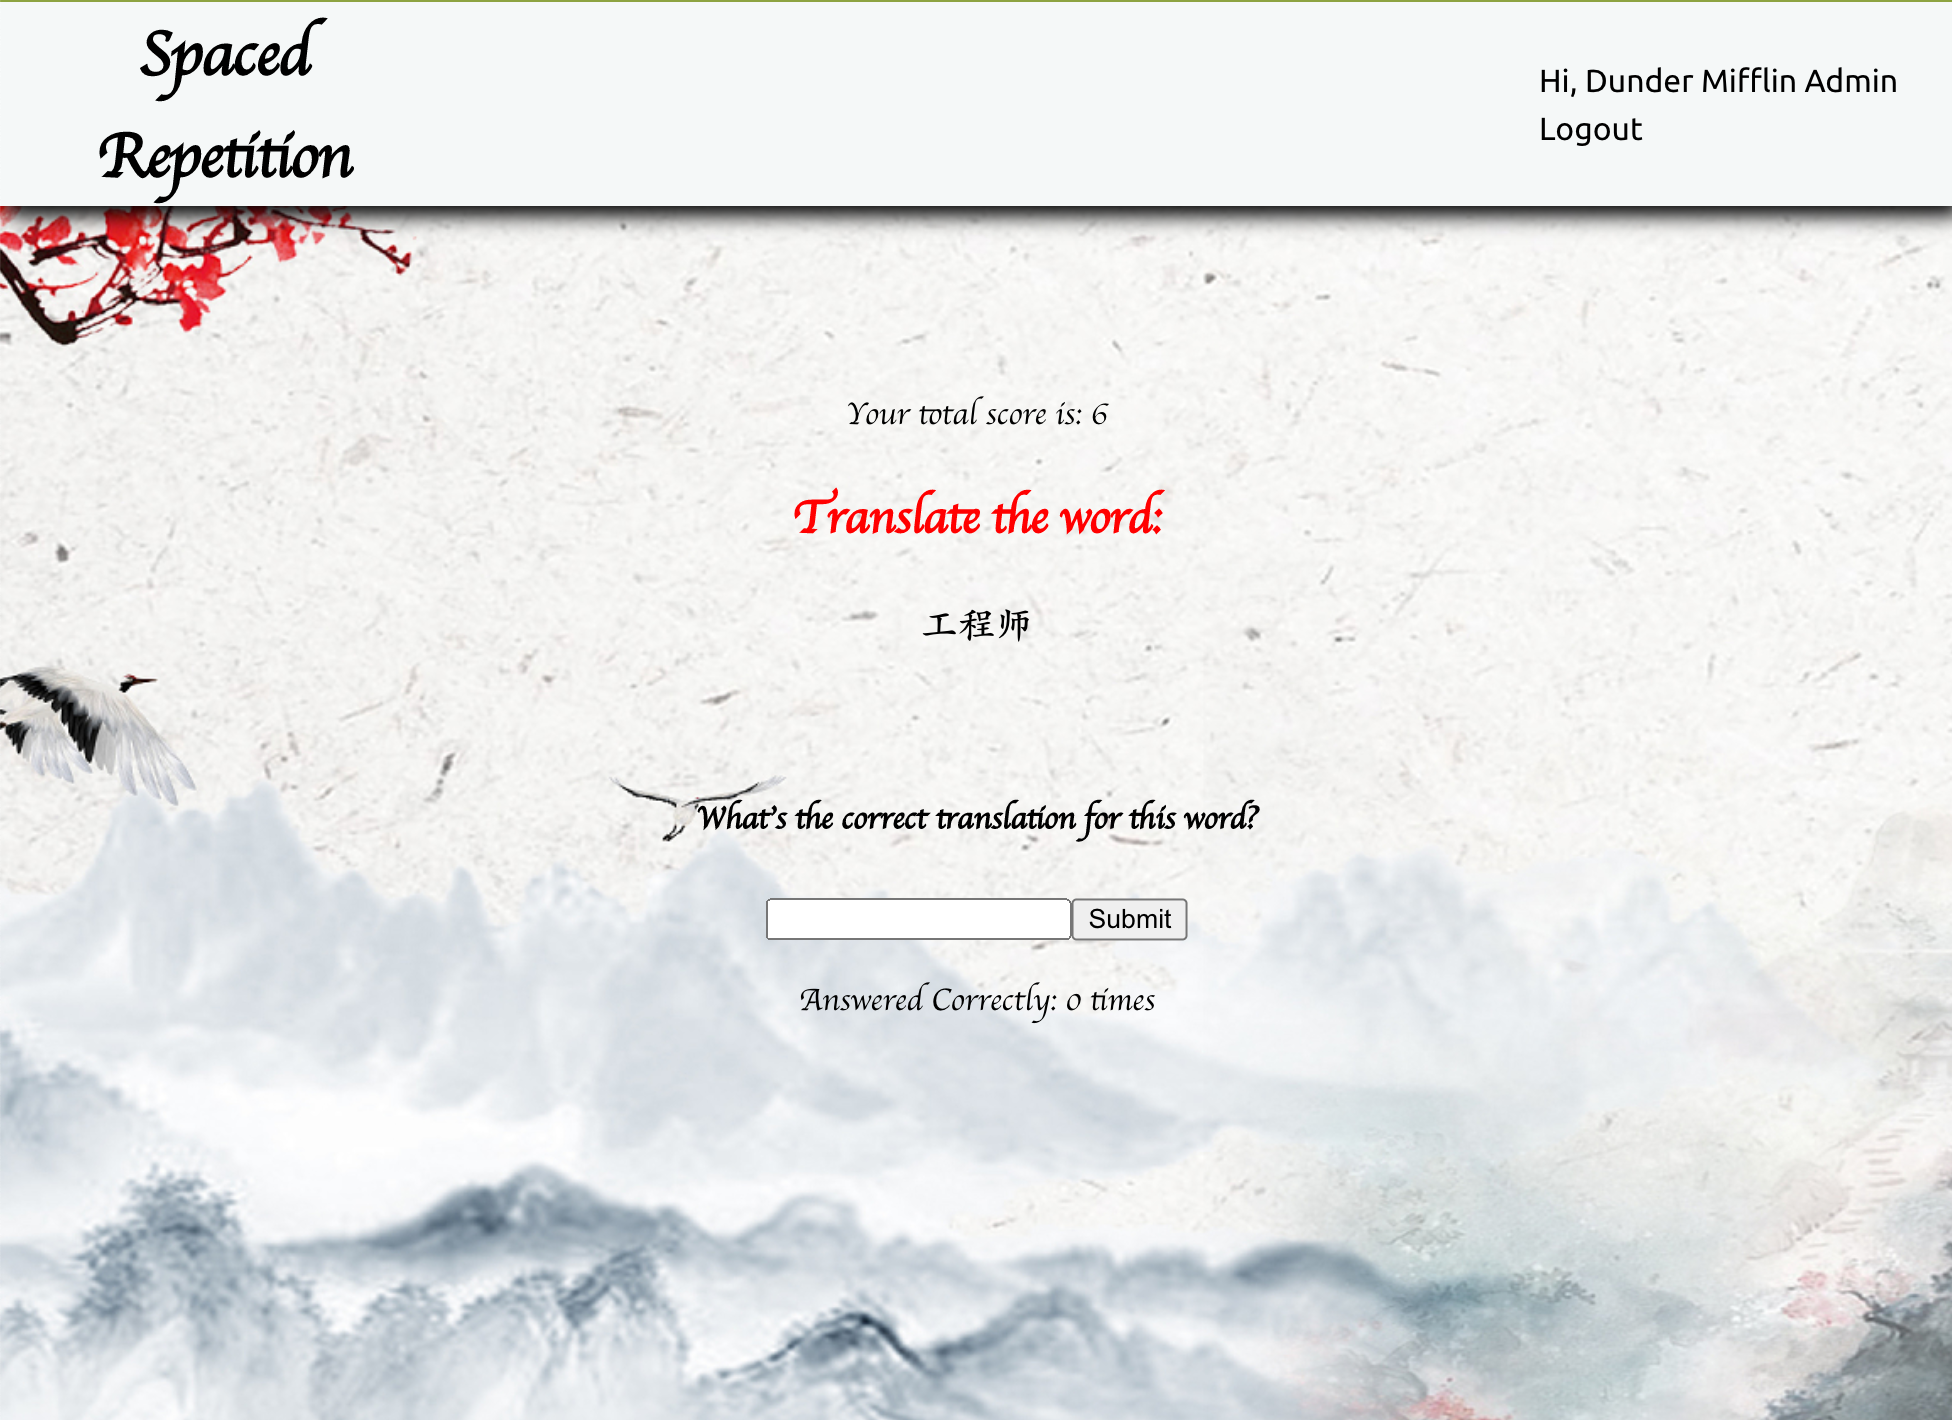 Spaced
Repetition
Hi, Dunder Mifflin Admin
Logout
Your total score is: 6
Translate the word:
工程师
What's the correct translation for this word?
Submit
Answered Correctly: 0 times